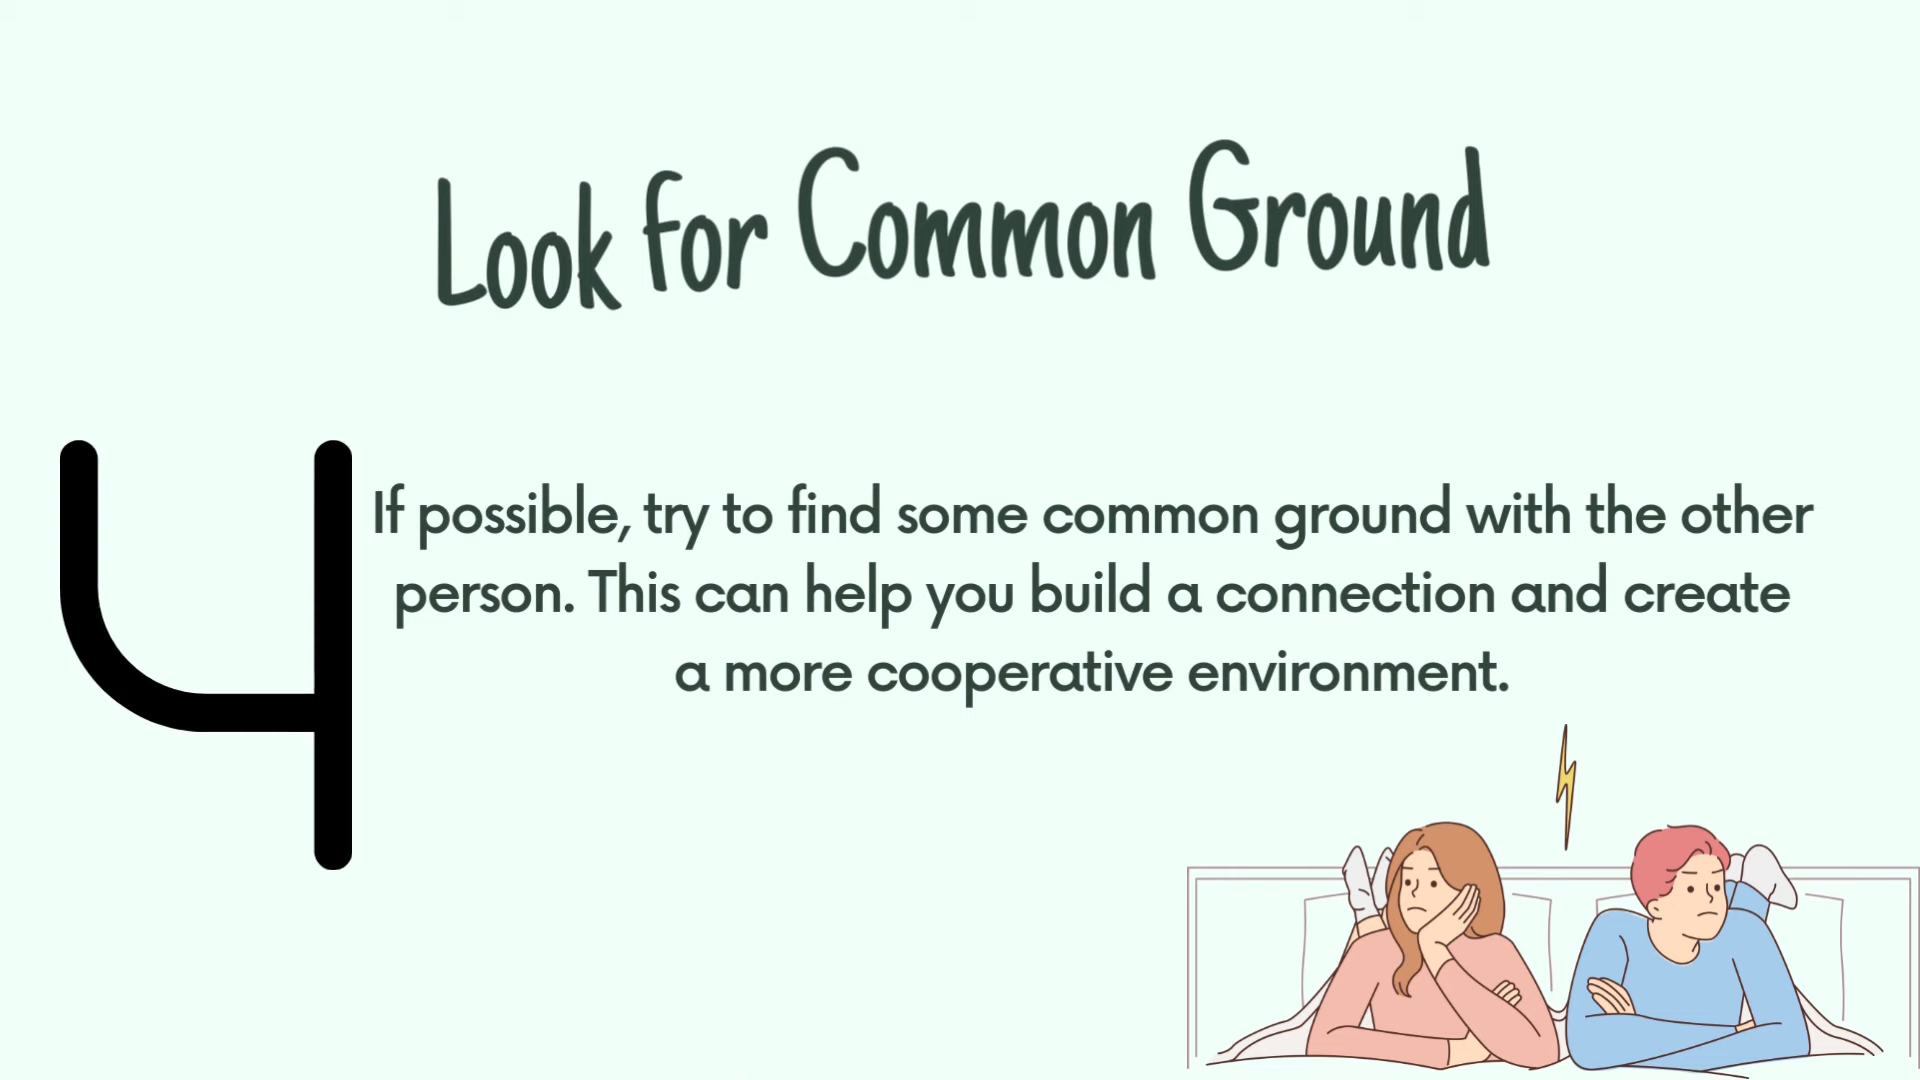 Look for Common Ground
4
If possible, try to find some common ground with the other
person. This can help you build a connection and create
a more cooperative environment.